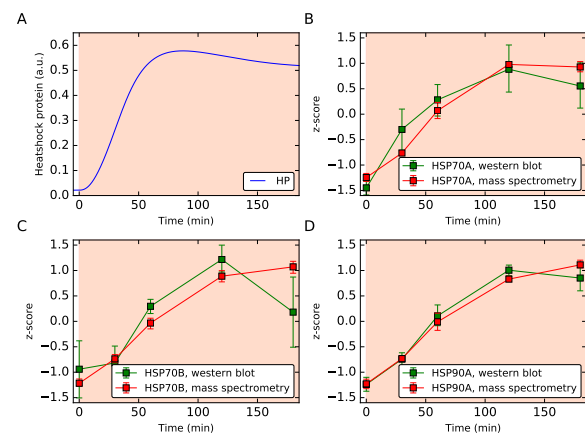 A
Heatshock protein (a.u.)
0.6
0.5
0.4
0.3
0.2
0.1
0.0
HP
0
50
100
150
Time (min)
B
z-score
1.5
1.0
0.5
0.0
−0.5
−1.0
−1.5
HSP70A, western blot
HSP70A, mass spectrometry
0
50
100
150
Time (min)
C
z-score
1.5
1.0
0.5
0.0
−0.5
−1.0
−1.5
HSP70B, western blot
HSP70B, mass spectrometry
0
50
100
150
Time (min)
D
z-score
1.5
1.0
0.5
0.0
−0.5
−1.0
−1.5
HSP90A, western blot
HSP90A, mass spectrometry
0
50
100
150
Time (min)